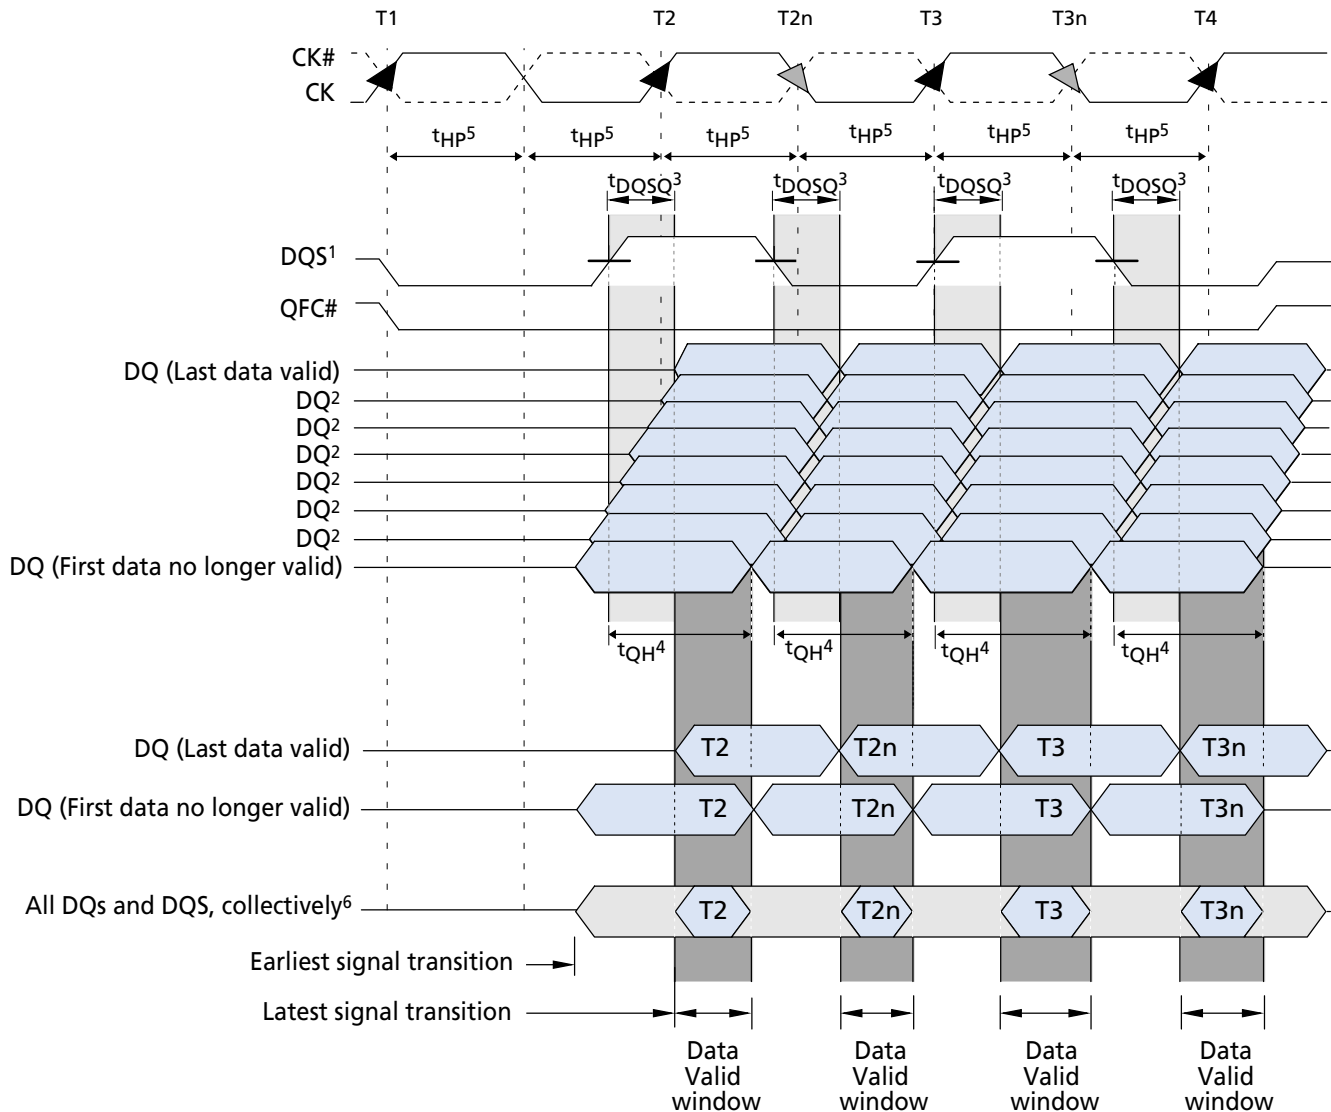 T1 T2 T2n T3 T3n T4
CK#
CK
tHP5 tHP5 tHP5 tHP5 tHP5 tHP5
tDQSQ3 tDQSQ3 tDQSQ3 tDQSQ3
DQS1
QFC#
DQ (Last data valid)
DQ2
DQ2
DQ2
DQ2
DQ2
DQ2
DQ (First data no longer valid)
tQH4 tQH4 tQH4 tQH4
DQ (Last data valid) T2 T2n T3 T3n
DQ (First data no longer valid) T2 T2n T3 T3n
All DQs and DQS, collectively6 T2 T2n T3 T3n
Earliest signal transition
Latest signal transition
Data Data Data Data
Valid Valid Valid Valid
window window window window